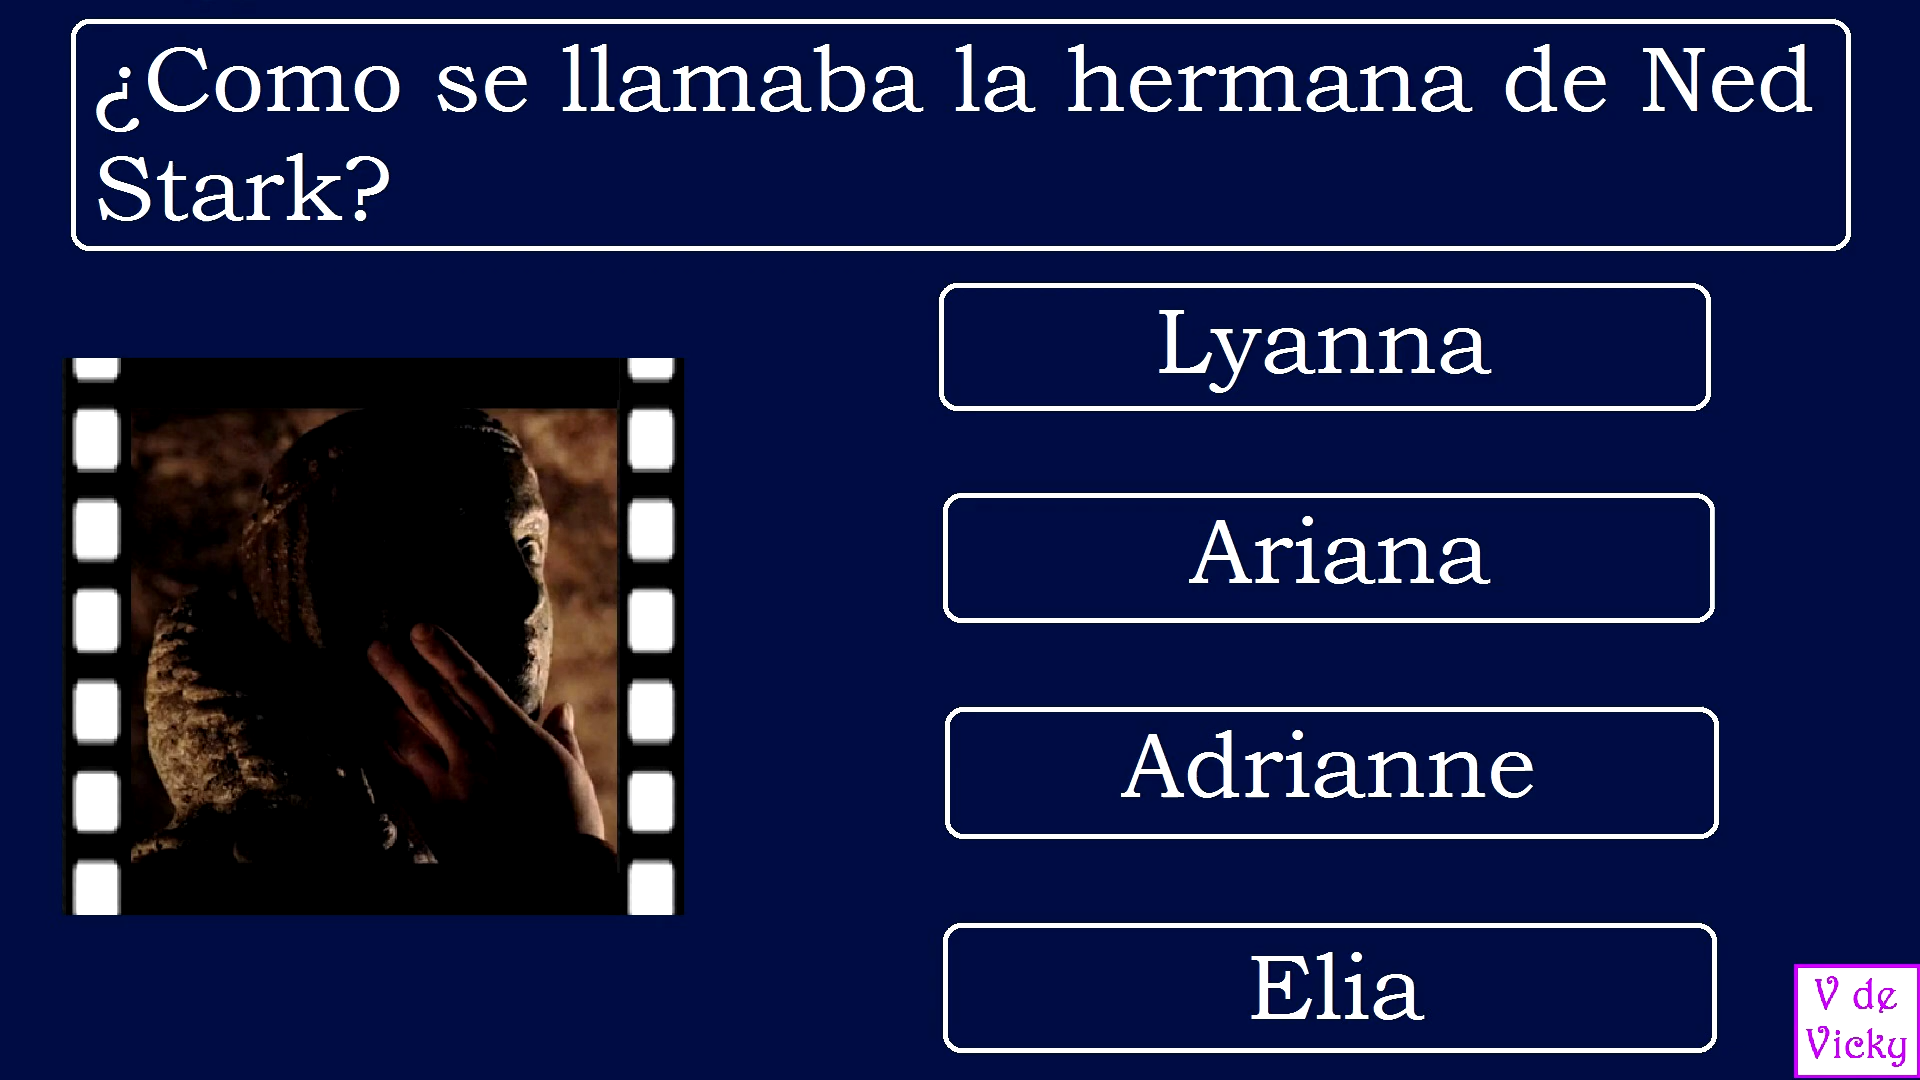 ¿Como se llamaba la hermana de Ned
Stark?
Lyanna
Ariana
Adrianne
Elia
V de
Vicky